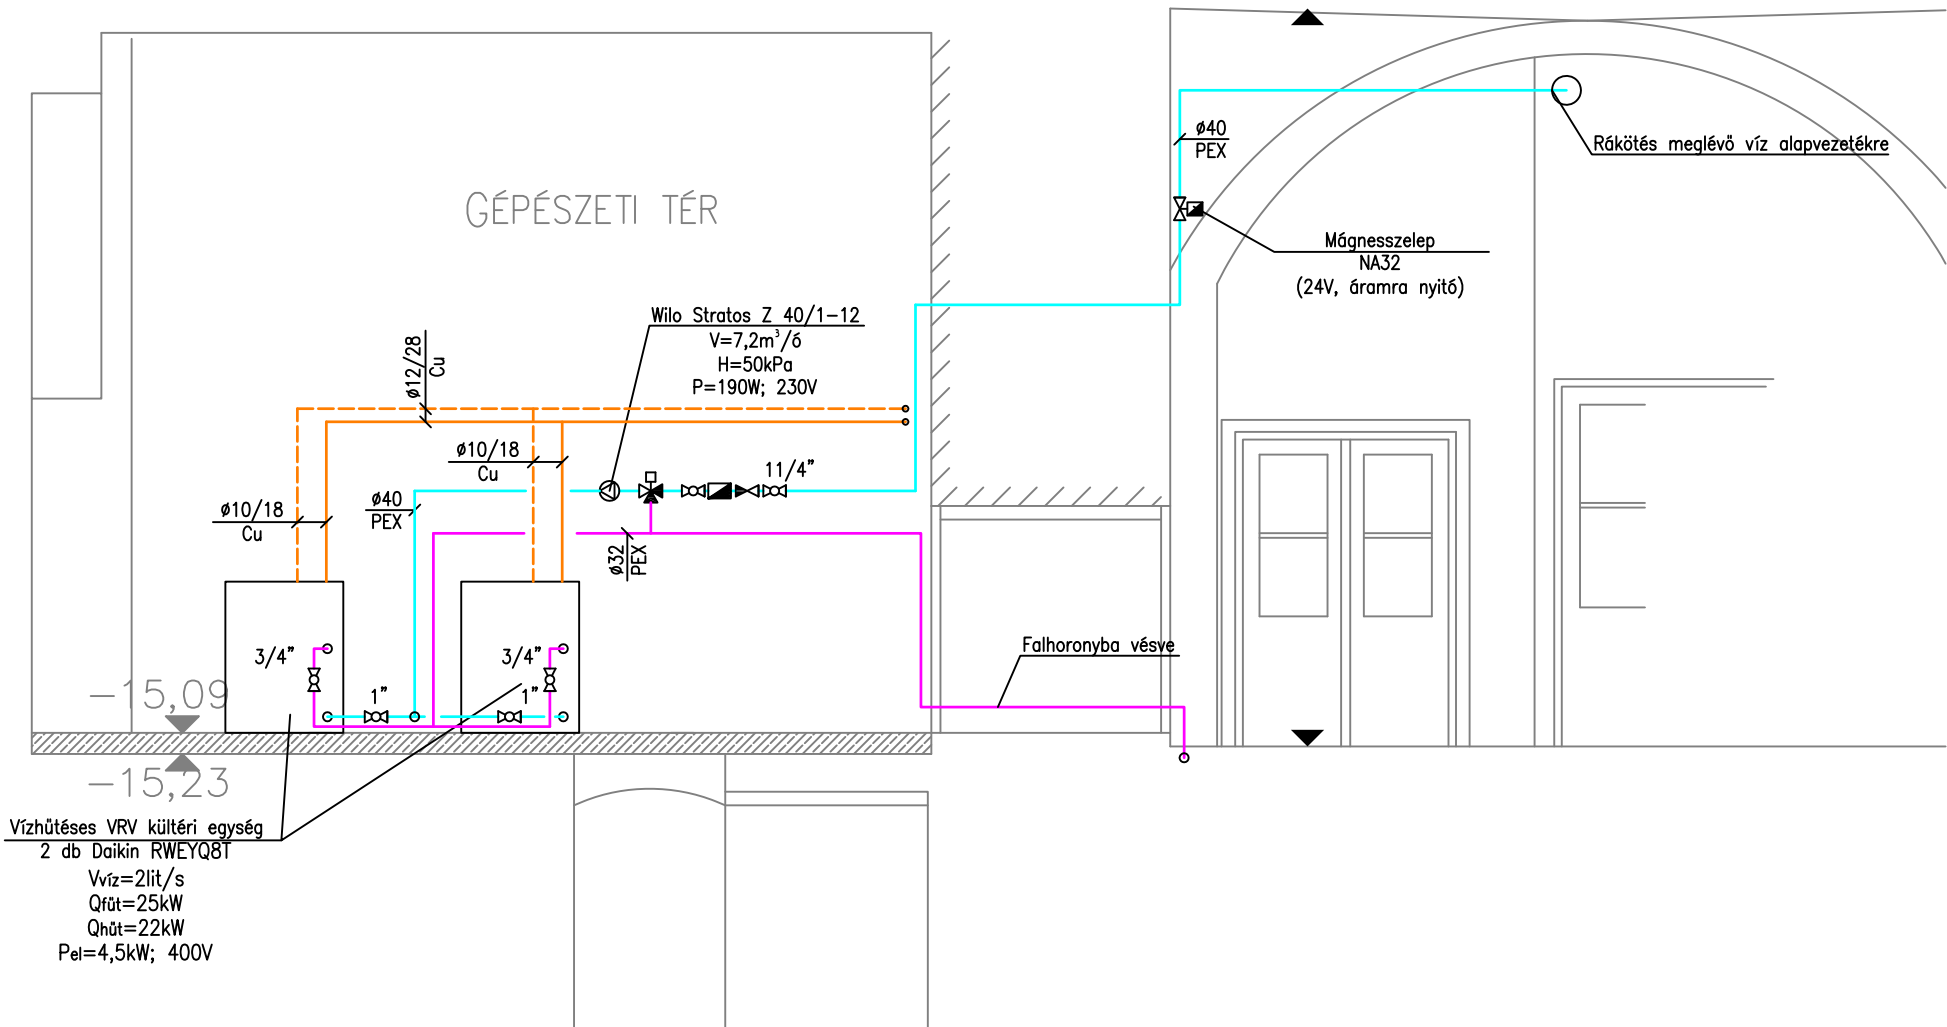 GÉPÉSZETI TÉR
ø40
PEX
Rákötés meglévő víz alapvezetékre
Mágnesszelep
NA32
(24V, áramra nyitó)
Wilo Stratos Z 40/1-12
V=7,2m³/ó
H=50kPa
P=190W; 230V
ø12/28
Cu
ø10/18
Cu
11/4"
ø40
PEX
ø10/18
Cu
ø32
PEX
3/4"
3/4"
Falhoronyba vésve
1"
1"
-15,09
-15,23
Vízhűtéses VRV kültéri egység
2 db Daikin RWEYQ8T
Vvíz=2lit/s
Qfűt=25kW
Qhűt=22kW
Pel=4,5kW; 400V